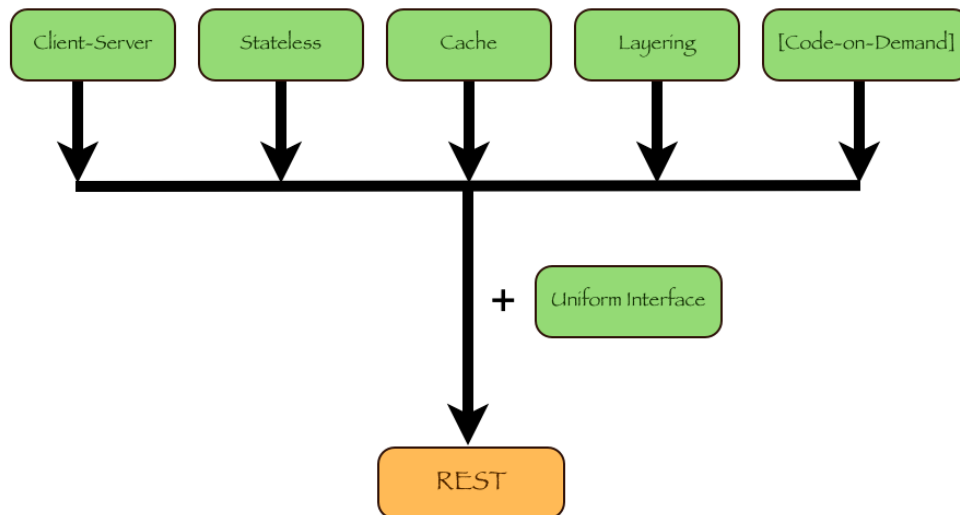 Client-Server
Stateless
Cache
Layering
[Code-on-Demand]
+
Uniform Interface
REST